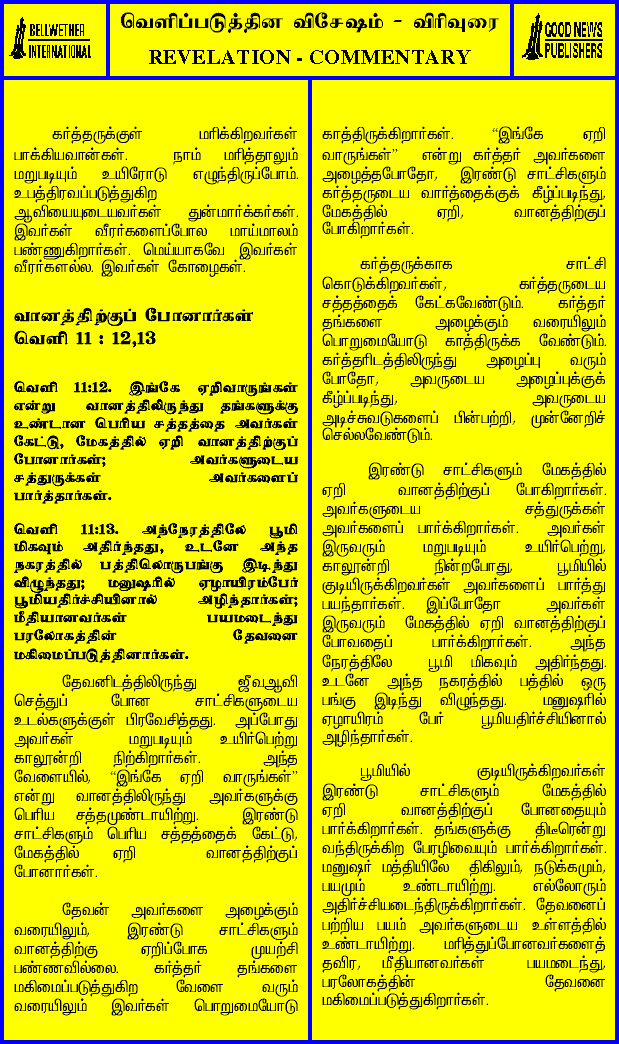 BELLWETHER
INTERNATIONAL
வெளிப்படுத்தின விசேஷம் - விரிவுரை
REVELATION - COMMENTARY
GOOD NEWS
PUBLISHERS
கர்த்தருக்குள் மரிக்கிறவர்கள்
பாக்கியவான்கள். நாம் மரித்தாலும்
மறுபடியும் உயிரோடு எழுந்திருப்போம்.
உபத்திரவப்படுத்துகிற
ஆவியையுடையவர்கள் துன்மார்க்கர்கள்.
இவர்கள் வீரர்களைப்போல மாய்மாலம்
பண்ணுகிறார்கள். மெய்யாகவே இவர்கள்
வீரர்களல்ல. இவர்கள் கோழைகள்.
வானத்திற்குப் போனார்கள்
வெளி 11 : 12,13
வெளி 11:12. இங்கே ஏறிவாருங்கள்
என்று வானத்திலிருந்து தங்களுக்கு
உண்டான பெரிய சத்தத்தை அவர்கள்
கேட்டு, மேகத்தில் ஏறி வானத்திற்குப்
போனார்கள்; அவர்களுடைய
சத்துருக்கள் அவர்களைப்
பார்த்தார்கள்.
வெளி 11:13. அந்நேரத்திலே பூமி
மிகவும் அதிர்ந்தது, உடனே அந்த
நகரத்தில் பத்திலொருபங்கு இடிந்து
விழுந்தது; மனுஷரில் ஏழாயிரம்பேர்
பூமியதிர்ச்சியினால் அழிந்தார்கள்;
மீதியானவர்கள் பயமடைந்து
பரலோகத்தின் தேவனை
மகிமைப்படுத்தினார்கள்.
தேவனிடத்திலிருந்து ஜீவஆவி
செத்துப் போன சாட்சிகளுடைய
உடல்களுக்குள் பிரவேசித்தது. அப்போது
அவர்கள் மறுபடியும் உயிர்பெற்று
காலூன்றி நிற்கிறார்கள். அந்த
வேளையில், “இங்கே ஏறி வாருங்கள்”
என்று வானத்திலிருந்து அவர்களுக்கு
பெரிய சத்தமுண்டாயிற்று. இரண்டு
சாட்சிகளும் பெரிய சத்தத்தைக் கேட்டு,
மேகத்தில் ஏறி வானத்திற்குப்
போனார்கள்.
தேவன் அவர்களை அழைக்கும்
வரையிலும், இரண்டு சாட்சிகளும்
வானத்திற்கு ஏறிப்போக முயற்சி
பண்ணவில்லை. கர்த்தர் தங்களை
மகிமைப்படுத்துகிற வேளை வரும்
வரையிலும் இவர்கள் பொறுமையோடு
காத்திருக்கிறார்கள். “இங்கே ஏறி
வாருங்கள்” என்று கர்த்தர் அவர்களை
அழைத்தபோதோ, இரண்டு சாட்சிகளும்
கர்த்தருடைய வார்த்தைக்குக் கீழ்ப்படிந்து,
மேகத்தில் ஏறி, வானத்திற்குப்
போகிறார்கள்.
கர்த்தருக்காக சாட்சி
கொடுக்கிறவர்கள், கர்த்தருடைய
சத்தத்தைக் கேட்கவேண்டும். கர்த்தர்
தங்களை அழைக்கும் வரையிலும்
பொறுமையோடு காத்திருக்க வேண்டும்.
கர்த்தரிடத்திலிருந்து அழைப்பு வரும்
போதோ, அவருடைய அழைப்புக்குக்
கீழ்ப்படிந்து, அவருடைய
அடிச்சுவடுகளைப் பின்பற்றி, முன்னேறிச்
செல்லவேண்டும்.
இரண்டு சாட்சிகளும் மேகத்தில்
ஏறி வானத்திற்குப் போகிறார்கள்.
அவர்களுடைய சத்துருக்கள்
அவர்களைப் பார்க்கிறார்கள். அவர்கள்
இருவரும் மறுபடியும் உயிர்பெற்று,
காலூன்றி நின்றபோது, பூமியில்
குடியிருக்கிறவர்கள் அவர்களைப் பார்த்து
பயந்தார்கள். இப்போதோ அவர்கள்
இருவரும் மேகத்தில் ஏறி வானத்திற்குப்
போவதைப் பார்க்கிறார்கள். அந்த
நேரத்திலே பூமி மிகவும் அதிர்ந்தது.
உடனே அந்த நகரத்தில் பத்தில் ஒரு
பங்கு இடிந்து விழுந்தது. மனுஷரில்
ஏழாயிரம் பேர் பூமியதிர்ச்சியினால்
அழிந்தார்கள்.
பூமியில் குடியிருக்கிறவர்கள்
இரண்டு சாட்சிகளும் மேகத்தில்
ஏறி வானத்திற்குப் போனதையும்
பார்க்கிறார்கள். தங்களுக்கு திடீரென்று
வந்திருக்கிற பேரழிவையும் பார்க்கிறார்கள்.
மனுஷர் மத்தியிலே திகிலும், நடுக்கமும்,
பயமும் உண்டாயிற்று. எல்லோரும்
அதிர்ச்சியடைந்திருக்கிறார்கள். தேவனைப்
பற்றிய பயம் அவர்களுடைய உள்ளத்தில்
உண்டாயிற்று. மரித்துப்போனவர்களைத்
தவிர, மீதியானவர்கள் பயமடைந்து,
பரலோகத்தின் தேவனை
மகிமைப்படுத்துகிறார்கள்.